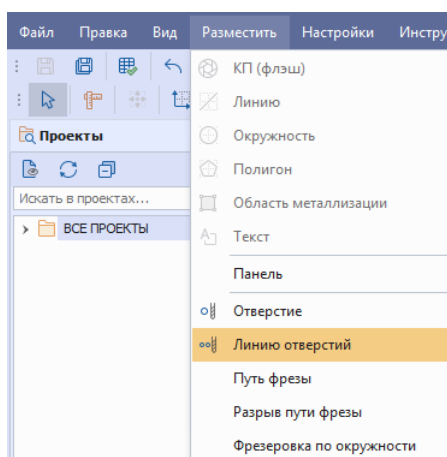 Файл Правка Вид Разместить Настройки
КП (флэш)
Линию
Проекты
Окружность
Полигон
Искать в проектах...
Область металлизации
ВСЕ ПРОЕКТЫ
Текст
Панель
Отверстие
Линию отверстий
Путь фрезы
Разрыв пути фрезы
Фрезеровка по окружности